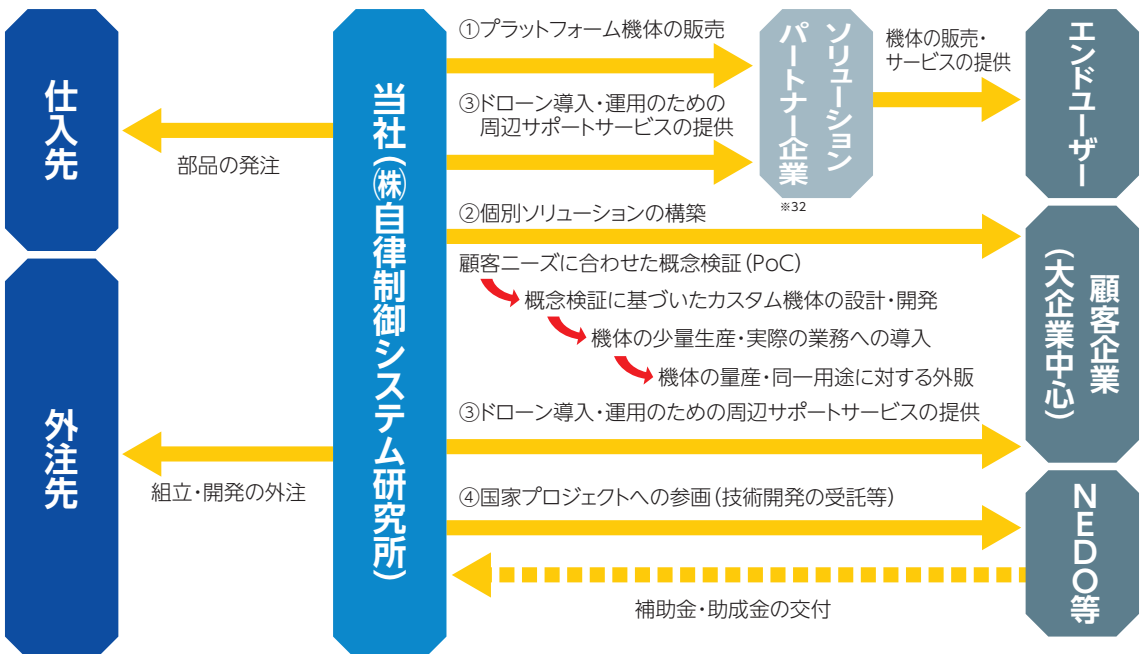 仕入先
外注先
部品の発注
組立・開発の外注
当社(㈱自律制御システム研究所)
①プラットフォーム機体の販売
③ドローン導入・運用のための
周辺サポートサービスの提供
ソリューション
パートナー企業
※32
機体の販売・
サービスの提供
エンドユーザー
②個別ソリューションの構築
顧客ニーズに合わせた概念検証(PoC)
概念検証に基づいたカスタム機体の設計・開発
機体の少量生産・実際の業務への導入
機体の量産・同一用途に対する外販
③ドローン導入・運用のための周辺サポートサービスの提供
顧客企業
(大企業中心)
④国家プロジェクトへの参画(技術開発の受託等)
補助金・助成金の交付
NEDO等